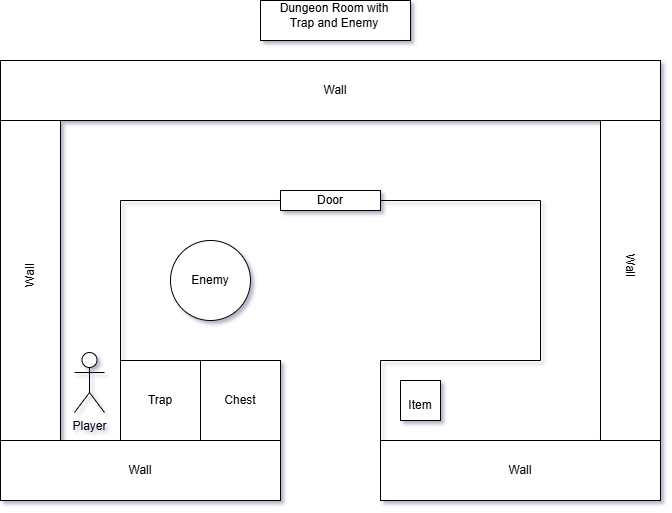 Dungeon Room with
Trap and Enemy
Wall
Door
Wall
Wall
Enemy
Trap
Chest
Item
Player
Wall
Wall